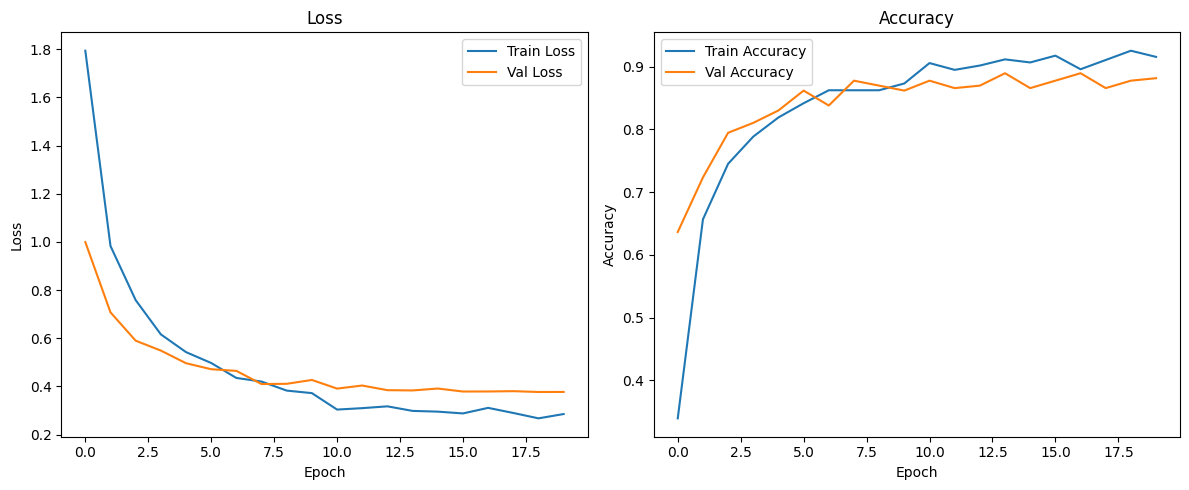 Loss
Train Loss
Val Loss
1.8
1.6
1.4
1.2
1.0
0.8
0.6
0.4
0.2
Loss
0.0 2.5 5.0 7.5 10.0 12.5 15.0 17.5
Epoch
Accuracy
Train Accuracy
Val Accuracy
0.9
0.8
0.7
0.6
0.5
0.4
Accuracy
0.0 2.5 5.0 7.5 10.0 12.5 15.0 17.5
Epoch